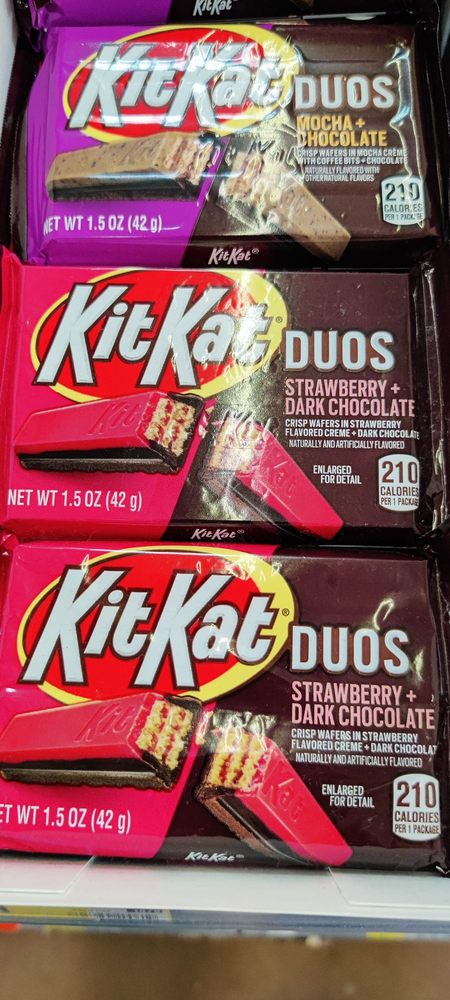 KitKat®
KitKat
DUOS
MOCHA +
CHOCOLATE
CRISP WAFERS IN MOCHA CRÈME
WITH COFFEE BITS + CHOCOLATE
NATURALLY FLAVORED WITH
OTHER NATURAL FLAVORS
210
CALORIES
PER 1 PACKAGE
NET WT 1.5 OZ (42 g)
KitKat®
KitKat®
DUOS
STRAWBERRY +
DARK CHOCOLATE
CRISP WAFERS IN STRAWBERRY
FLAVORED CREME + DARK CHOCOLATE
NATURALLY AND ARTIFICIALLY FLAVORED
Kit
Kat
ENLARGED
FOR DETAIL
210
CALORIES
PER 1 PACKAGE
NET WT 1.5 OZ (42 g)
KitKat®
KitKat®
DUOS
STRAWBERRY +
DARK CHOCOLATE
CRISP WAFERS IN STRAWBERRY
FLAVORED CREME + DARK CHOCOLAT
NATURALLY AND ARTIFICIALLY FLAVORED
Kit
Kat
ENLARGED
FOR DETAIL
210
CALORIES
PER 1 PACKAGE
ET WT 1.5 OZ (42 g)
KitKat®